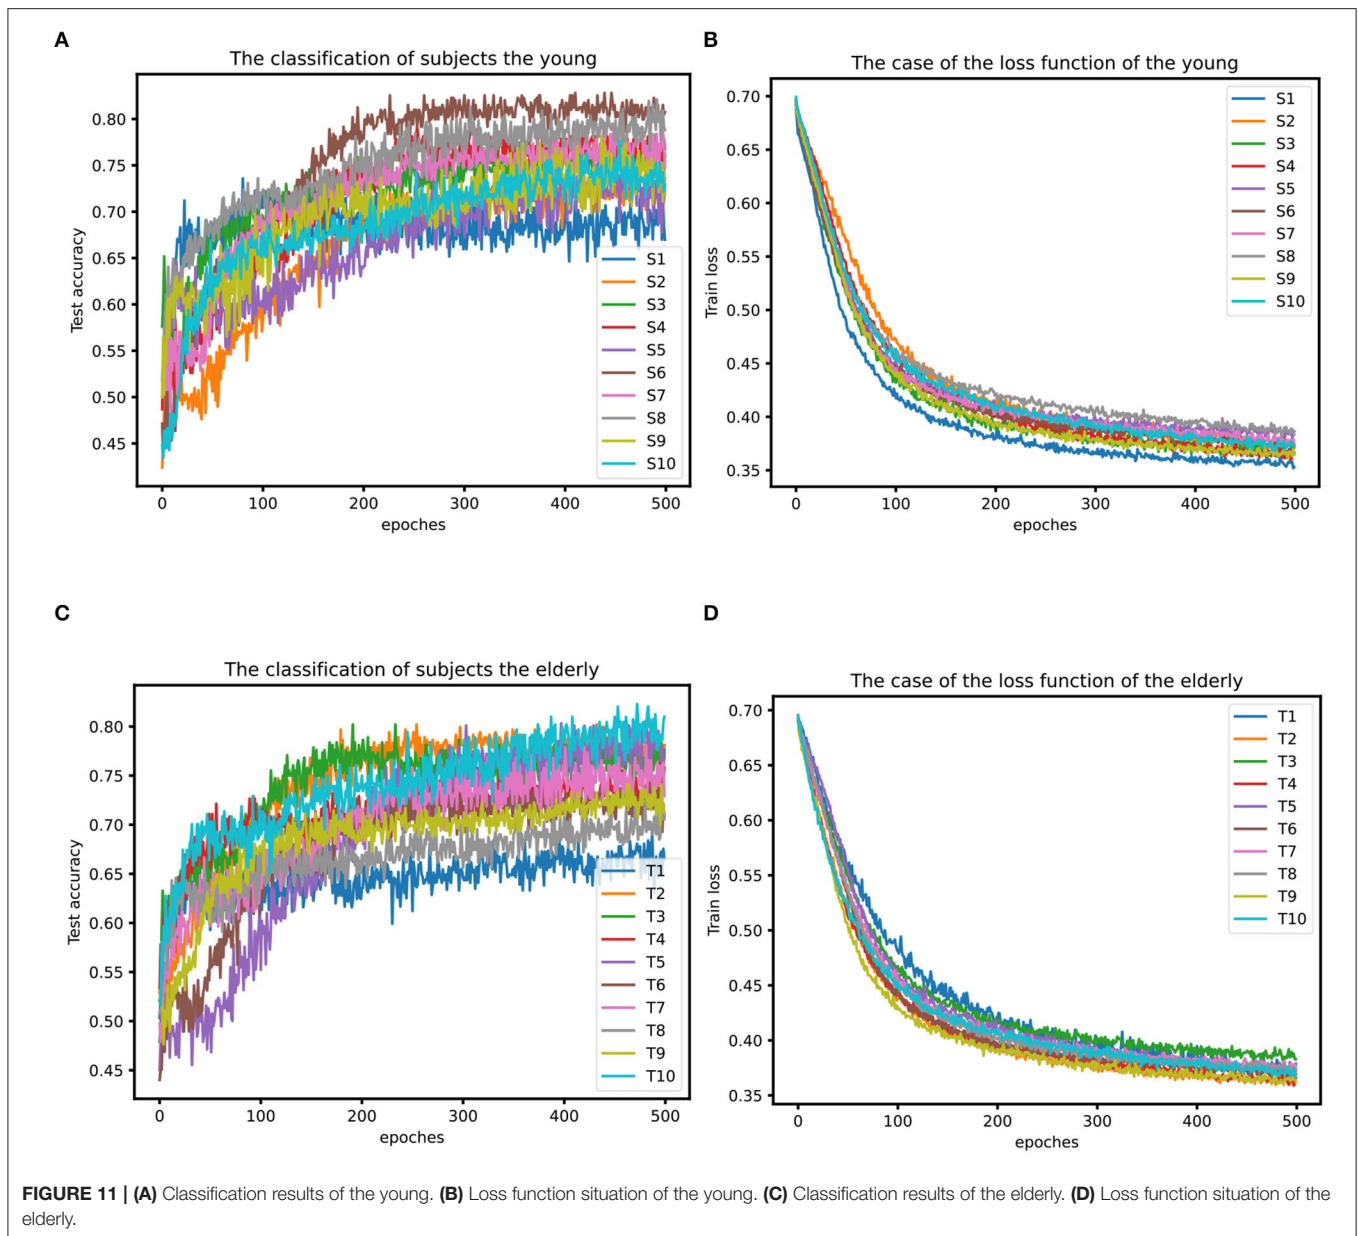 A
The classification of subjects the young
Test accuracy
0.80
0.75
0.70
0.65
0.60
0.55
0.50
0.45
0 100 200 300 400 500
epoches
S1
S2
S3
S4
S5
S6
S7
S8
S9
S10
B
The case of the loss function of the young
Train loss
0.70
0.65
0.60
0.55
0.50
0.45
0.40
0.35
0 100 200 300 400 500
epoches
S1
S2
S3
S4
S5
S6
S7
S8
S9
S10
C
The classification of subjects the elderly
Test accuracy
0.80
0.75
0.70
0.65
0.60
0.55
0.50
0.45
0 100 200 300 400 500
epoches
T1
T2
T3
T4
T5
T6
T7
T8
T9
T10
D
The case of the loss function of the elderly
Train loss
0.70
0.65
0.60
0.55
0.50
0.45
0.40
0.35
0 100 200 300 400 500
epoches
T1
T2
T3
T4
T5
T6
T7
T8
T9
T10
FIGURE 11 | (A) Classification results of the young. (B) Loss function situation of the young. (C) Classification results of the elderly. (D) Loss function situation of the
elderly.